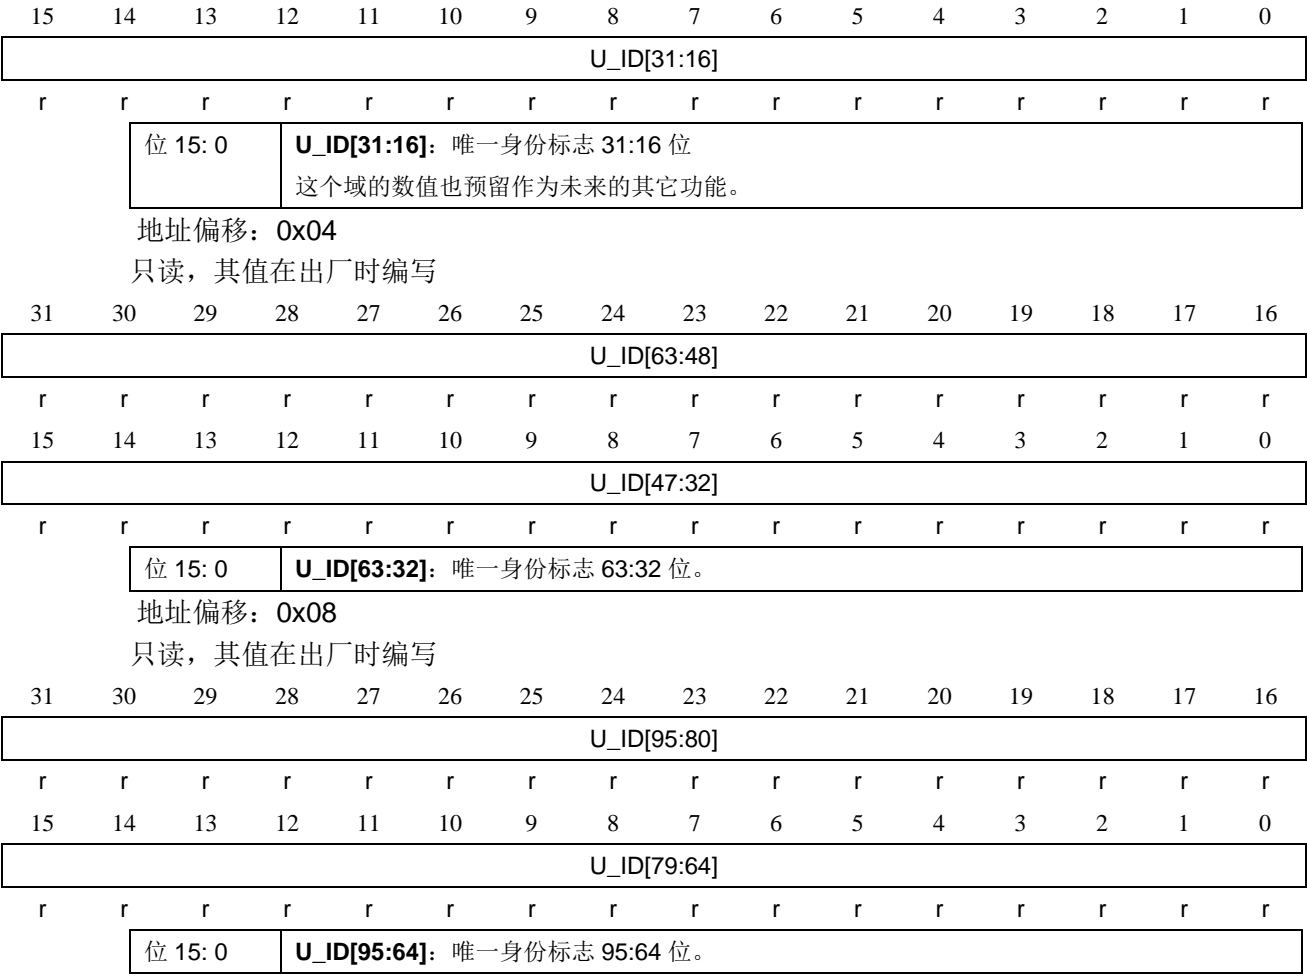 15 14 13 12 11 10 9 8 7 6 5 4 3 2 1 0
U_ID[31:16]
r r r r r r r r r r r r r r r r
位 15: 0 U_ID[31:16]：唯一身份标志 31:16 位
这个域的数值也预留作为未来的其它功能。
地址偏移：0x04
只读，其值在出厂时编写
31 30 29 28 27 26 25 24 23 22 21 20 19 18 17 16
U_ID[63:48]
r r r r r r r r r r r r r r r r
15 14 13 12 11 10 9 8 7 6 5 4 3 2 1 0
U_ID[47:32]
r r r r r r r r r r r r r r r r
位 15: 0 U_ID[63:32]：唯一身份标志 63:32 位。
地址偏移：0x08
只读，其值在出厂时编写
31 30 29 28 27 26 25 24 23 22 21 20 19 18 17 16
U_ID[95:80]
r r r r r r r r r r r r r r r r
15 14 13 12 11 10 9 8 7 6 5 4 3 2 1 0
U_ID[79:64]
r r r r r r r r r r r r r r r r
位 15: 0 U_ID[95:64]：唯一身份标志 95:64 位。